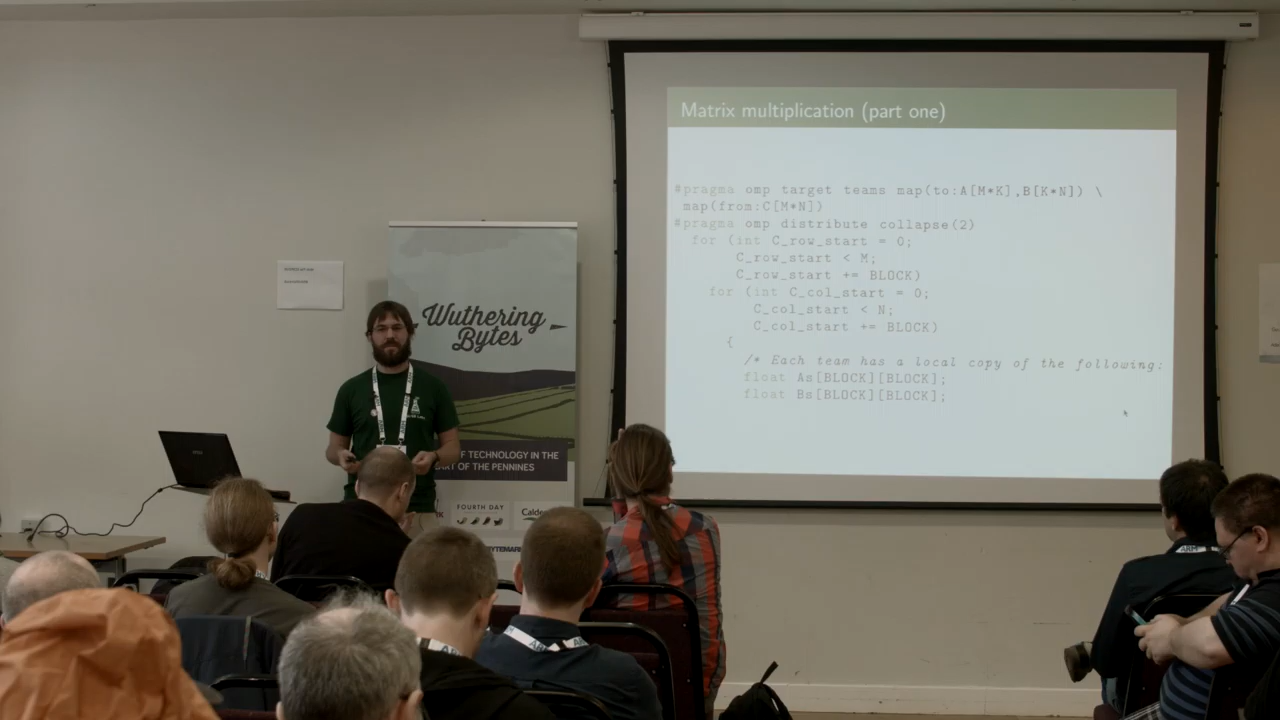 Matrix multiplication (part one)
#pragma omp target teams map(to:A[M*K],B[K*N]) \
map(from:C[M*N])
#pragma omp distribute collapse(2)
for (int C_row_start = 0;
C_row_start < M;
C_row_start += BLOCK)
for (int C_col_start = 0;
C_col_start < N;
C_col_start += BLOCK)
{
/* Each team has a local copy of the following:
float As[BLOCK][BLOCK];
float Bs[BLOCK][BLOCK];
Wuthering
Bytes
OF TECHNOLOGY IN THE
OF THE PENNINES
FOURTH DAY
ARM
ARM